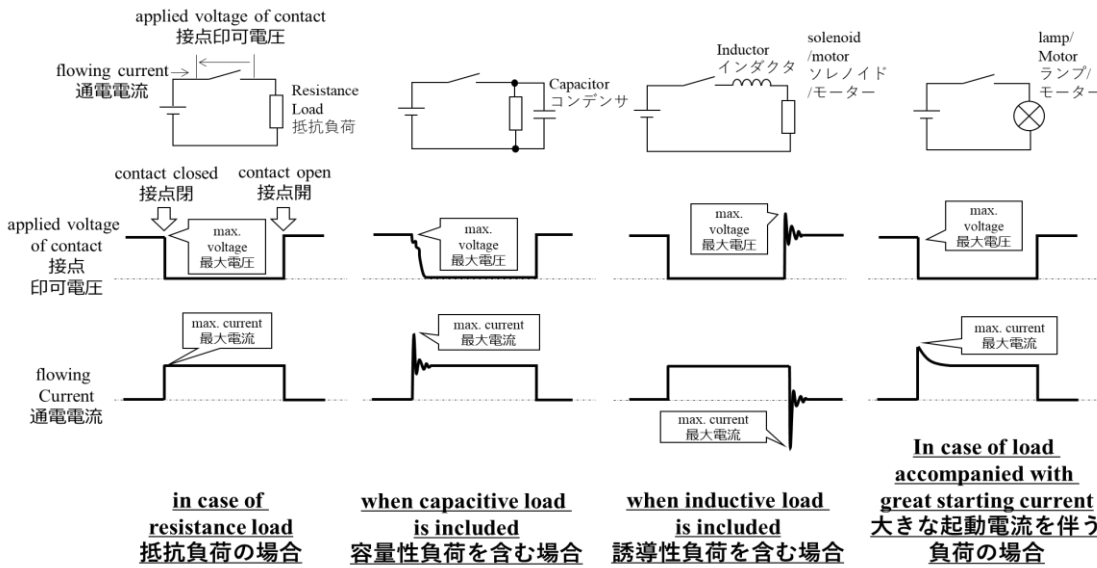 applied voltage of contact
接点印可電圧
flowing current
通電電流
Resistance
Load
抵抗負荷
Capacitor
コンデンサ
Inductor
インダクタ
solenoid
/motor
ソレノイド
/モーター
lamp/
Motor
ランプ/
モーター
contact closed
接点閉
contact open
接点開
applied voltage
of contact
接点
印可電圧
max.
voltage
最大電圧
max.
voltage
最大電圧
max.
voltage
最大電圧
max.
voltage
最大電圧
flowing
Current
通電電流
max. current
最大電流
max. current
最大電流
max. current
最大電流
max. current
最大電流
in case of
resistance load
抵抗負荷の場合
when capacitive load
is included
容量性負荷を含む場合
when inductive load
is included
誘導性負荷を含む場合
In case of load
accompanied with
great starting current
大きな起動電流を伴う
負荷の場合